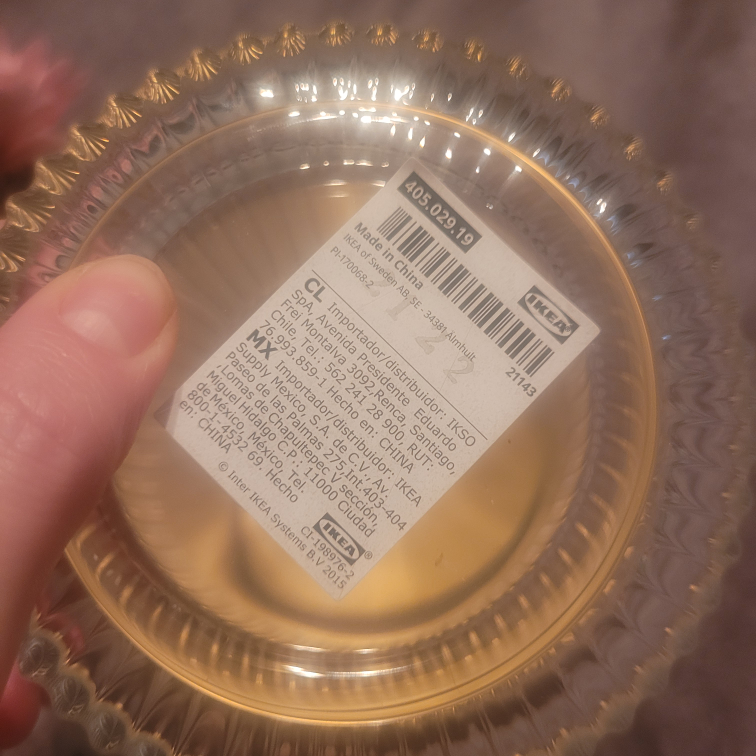 405.029.19
IKEA
Made in China
IKEA of Sweden AB, SE - 34381 Älmhult
PI-170068-2
21143
2122
CL Importador/distribuidor: IKSO
SpA, Avenida Presidente Eduardo
Frei Montalva 3092,Renca, Santiago,
Chile. Tel.: 562 241 28 900, RUT:
76.993.859-1 Hecho en: CHINA
MX Importador/distribuidor: IKEA
Supply Mexico, S.A. de C.V., Av.
Paseo de las Palmas 275 Int.403-404
,Lomas de Chapultepec V sección,
Miguel Hidalgo C.P.: 11000 Ciudad
de México, México, Tel.
800-11-4532 69. Hecho
en: CHINA
IKEA®
CI-198976-2
© Inter IKEA Systems B.V 2015